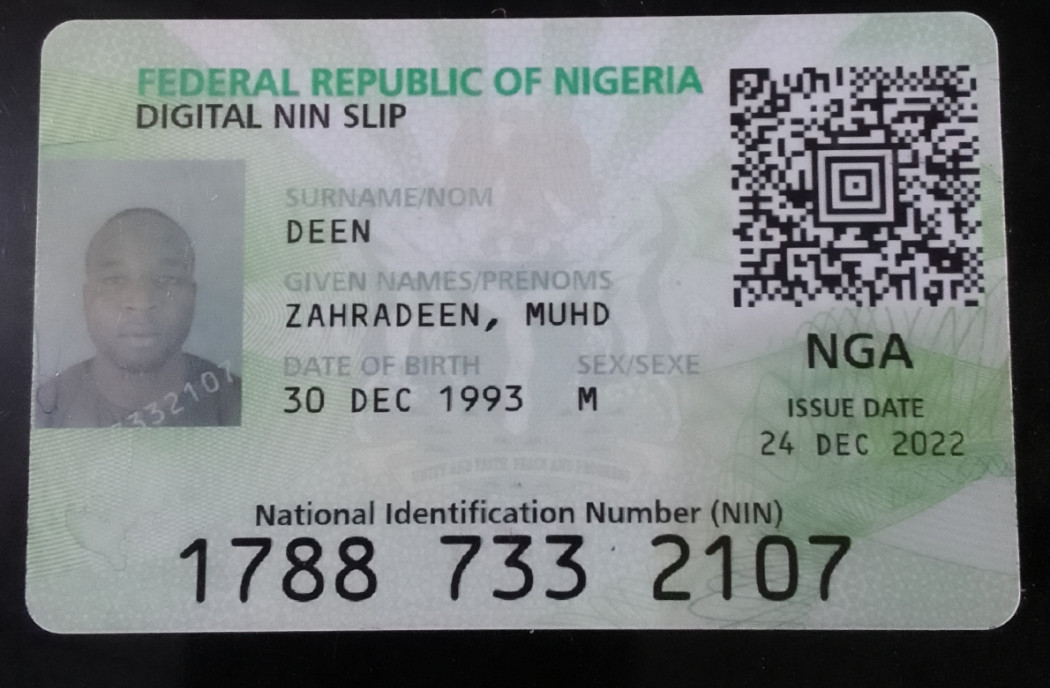 FEDERAL REPUBLIC OF NIGERIA
DIGITAL NIN SLIP
SURNAME/NOM
DEEN
GIVEN NAMES/PRÉNOMS
ZAHRADEEN, MUHD
DATE OF BIRTH SEX/SEXE
30 DEC 1993 M
332107
NGA
ISSUE DATE
24 DEC 2022
UNITY AND FAITH PEACE AND PROGRESS
National Identification Number (NIN)
1788 733 2107